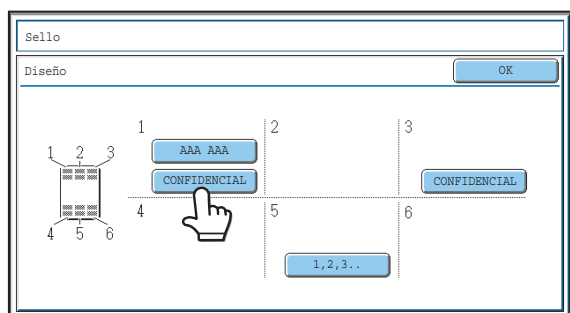 Sello
Diseño OK
1 2 3
AAA AAA
CONFIDENCIAL CONFIDENCIAL
1 2 3
4 5 6
4 5 6
1,2,3..